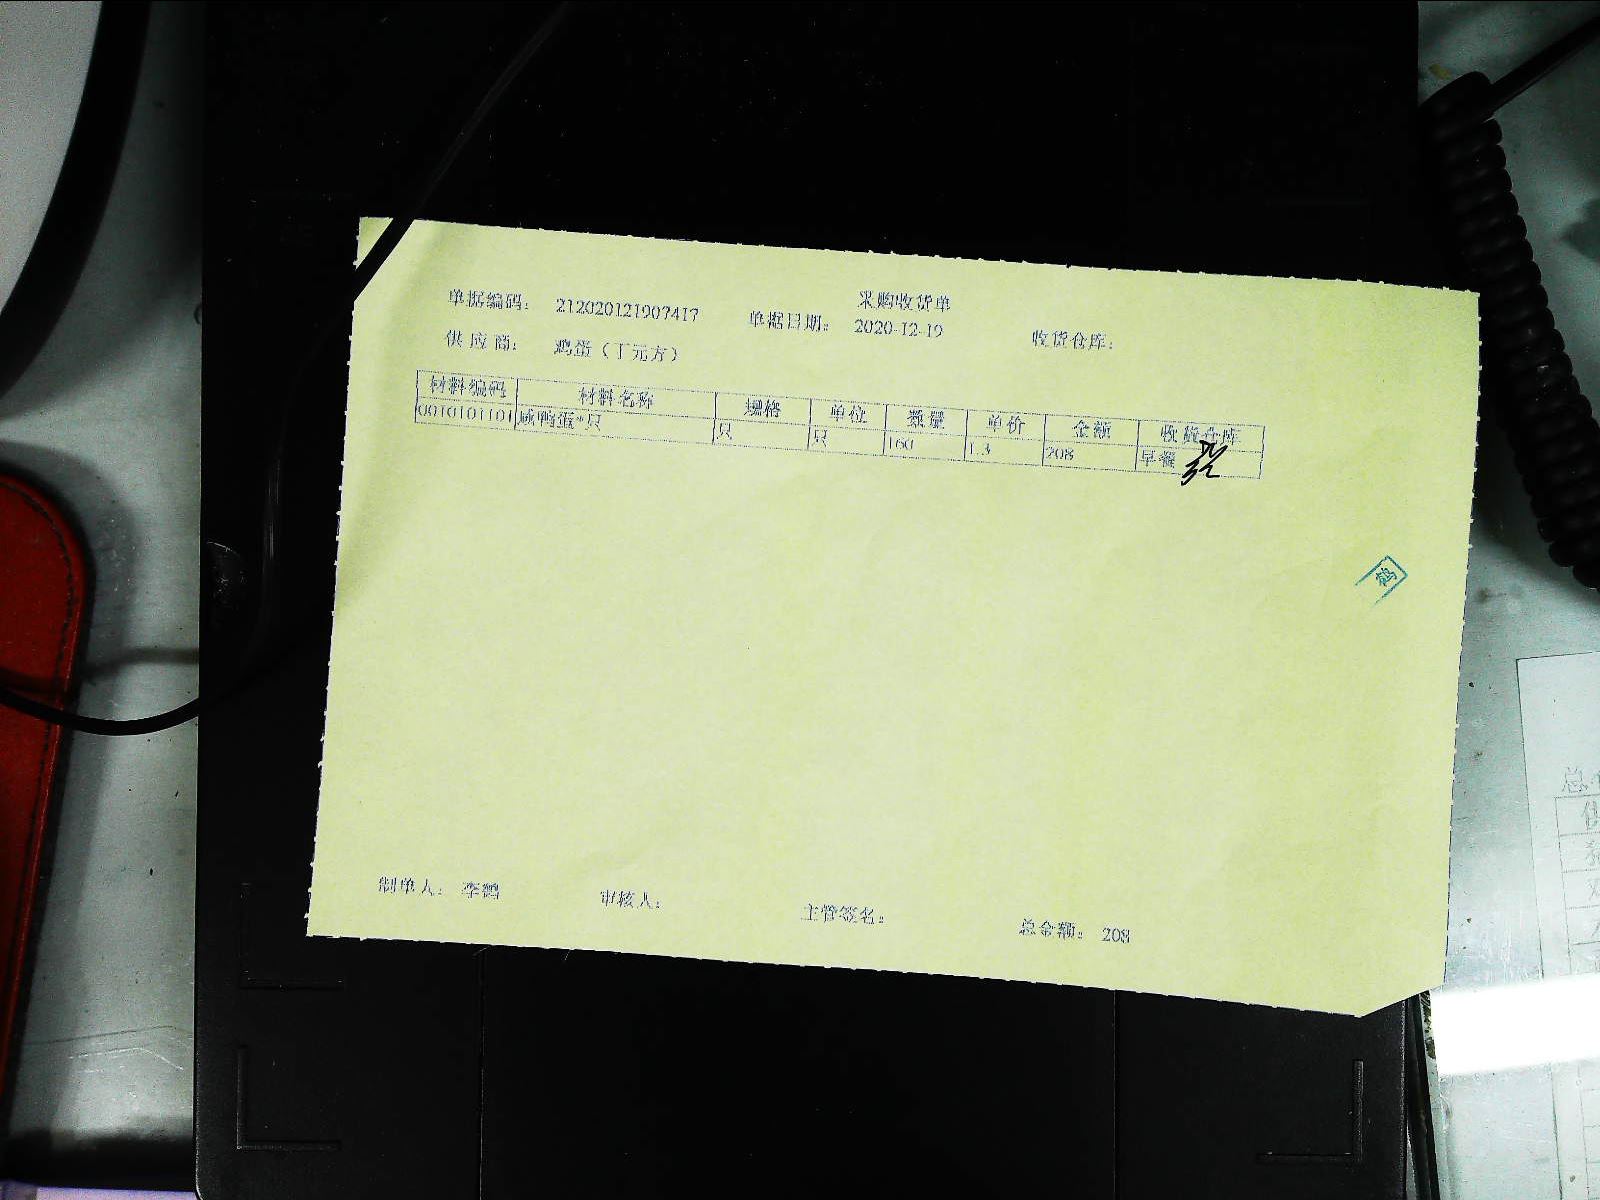 采购收货单
单据编码: 212020121907417 单据日期: 2020-12-19 收货仓库:
供应商: 鸡蛋(丁元方)
材料编码 材料名称 规格 单位 数量 单价 金额 收货仓库
0010101101 咸鸭蛋*只 只 只 160 1.3 208 早餐
鹤
制单人: 李鹤 审核人: 主管签名: 总金额: 208
总